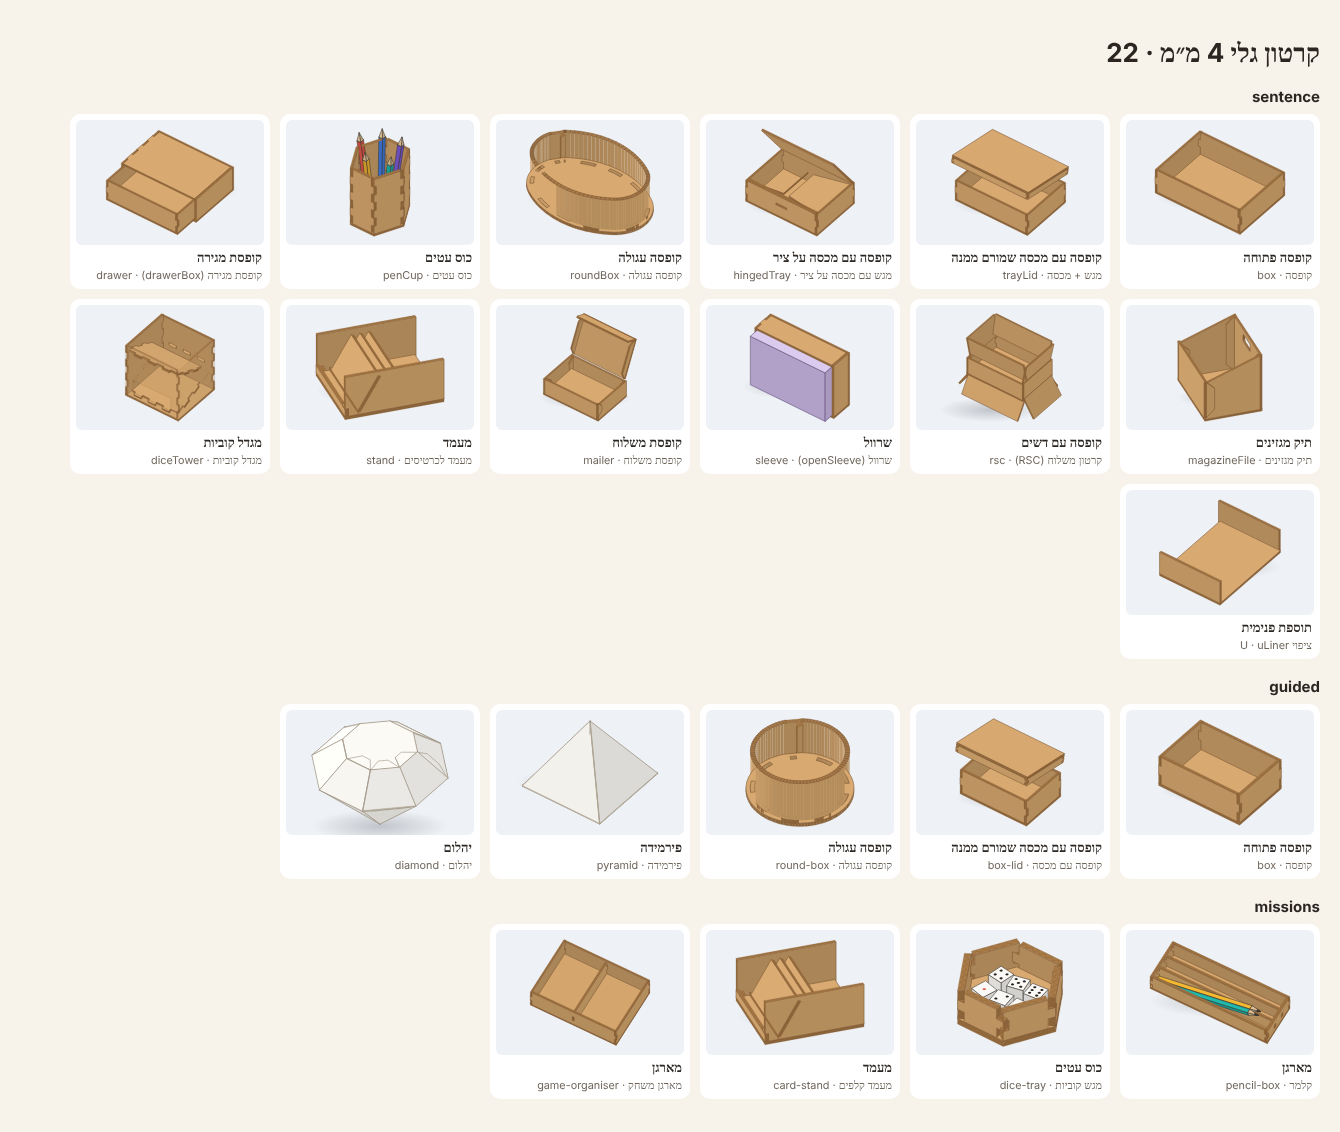 קרטון גלי 4 מ״מ · 22
sentence
קופסה פתוחה
קופסה · box
קופסה עם מכסה שמורם ממנה
מגש + מכסה · trayLid
קופסה עם מכסה על ציר
מגש עם מכסה על ציר · hingedTray
קופסה עגולה
קופסה עגולה · roundBox
כוס עטים
כוס עטים · penCup
קופסת מגירה
קופסת מגירה (drawerBox) · drawer
תיק מגזינים
תיק מגזינים · magazineFile
קופסה עם דשים
קרטון משלוח (RSC) · rsc
שרוול
שרוול (openSleeve) · sleeve
קופסת משלוח
קופסת משלוח · mailer
מעמד
מעמד לכרטיסים · stand
מגדל קוביות
מגדל קוביות · diceTower
תוספת פנימית
ציפוי U · uLiner
guided
קופסה פתוחה
קופסה · box
קופסה עם מכסה שמורם ממנה
קופסה עם מכסה · box-lid
קופסה עגולה
קופסה עגולה · round-box
פירמידה
פירמידה · pyramid
יהלום
יהלום · diamond
missions
מארגן
קלמר · pencil-box
כוס עטים
מגש קוביות · dice-tray
מעמד
מעמד קלפים · card-stand
מארגן
מארגן משחק · game-organiser